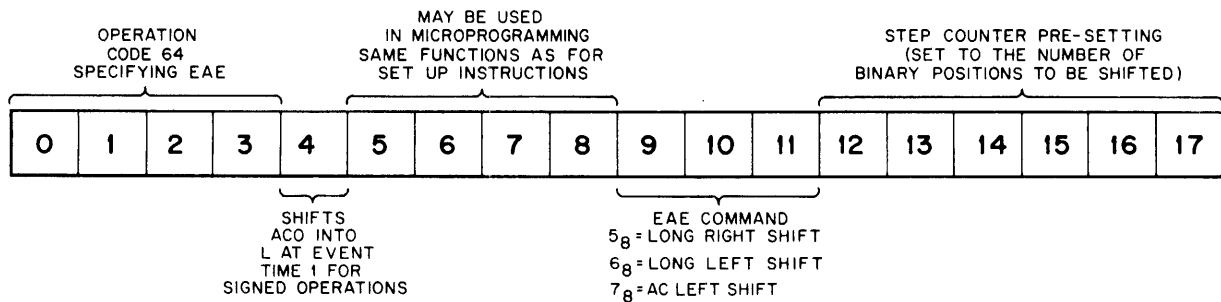 OPERATION
CODE 64
SPECIFYING EAE
MAY BE USED
IN MICROPROGRAMMING
SAME FUNCTIONS AS FOR
SET UP INSTRUCTIONS
STEP COUNTER PRE-SETTING
(SET TO THE NUMBER OF
BINARY POSITIONS TO BE SHIFTED)
0 1 2 3 4 5 6 7 8 9 10 11 12 13 14 15 16 17
SHIFTS
ACO INTO
L AT EVENT
TIME 1 FOR
SIGNED OPERATIONS
EAE COMMAND
5₈=LONG RIGHT SHIFT
6₈=LONG LEFT SHIFT
7₈=AC LEFT SHIFT